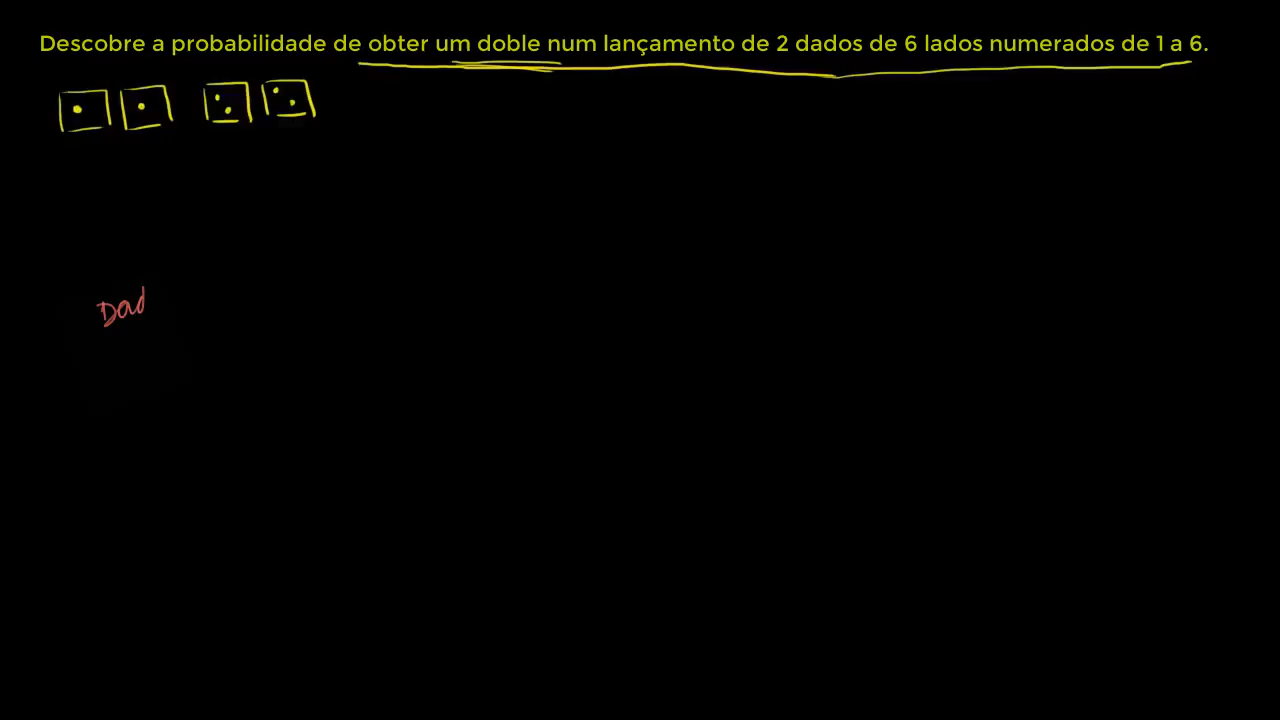 Descobre a probabilidade de obter um doble num lançamento de 2 dados de 6 lados numerados de 1 a 6.
Dad